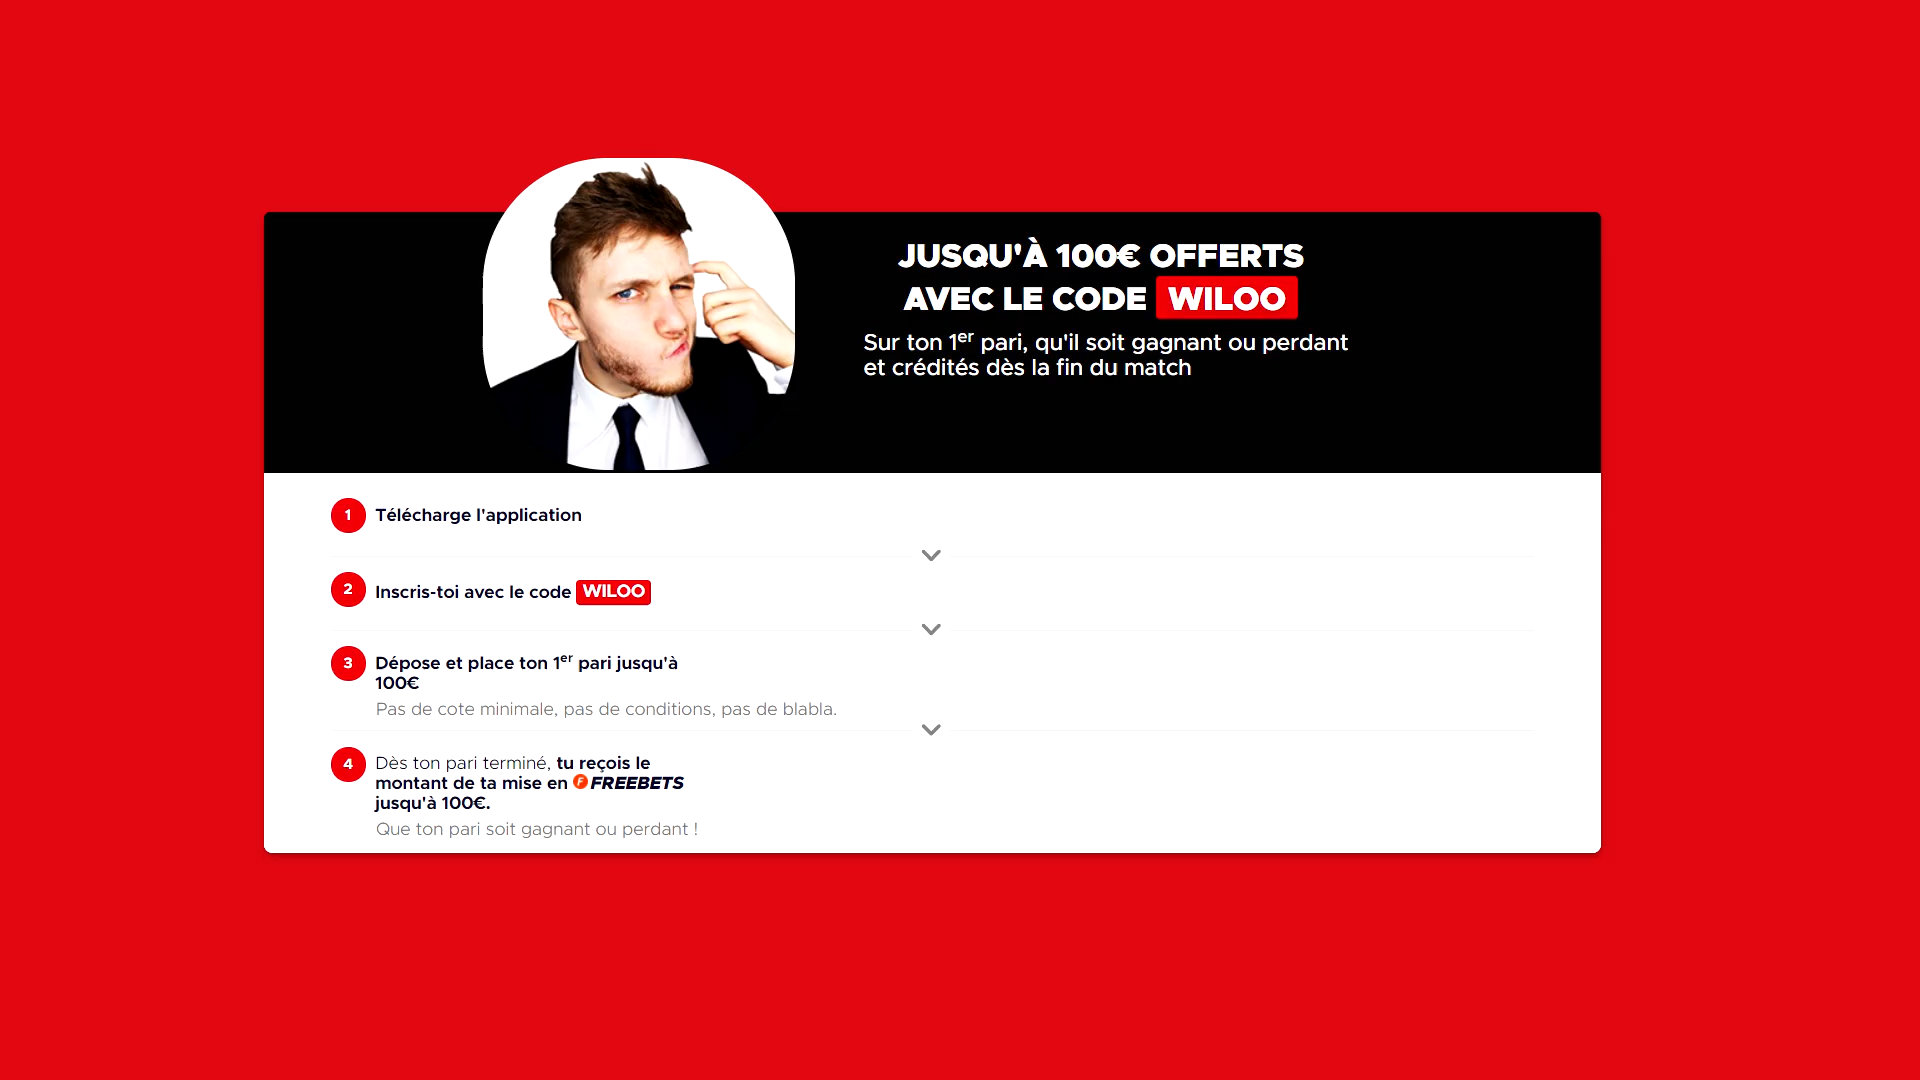 JUSQU'À 100€ OFFERTS
AVEC LE CODE WILOO
Sur ton 1er pari, qu'il soit gagnant ou perdant
et crédités dès la fin du match
1 Télécharge l'application
2 Inscris-toi avec le code WILOO
3 Dépose et place ton 1er pari jusqu'à
100€
Pas de cote minimale, pas de conditions, pas de blabla.
4 Dès ton pari terminé, tu reçois le
montant de ta mise en F FREEBETS
jusqu'à 100€.
Que ton pari soit gagnant ou perdant !